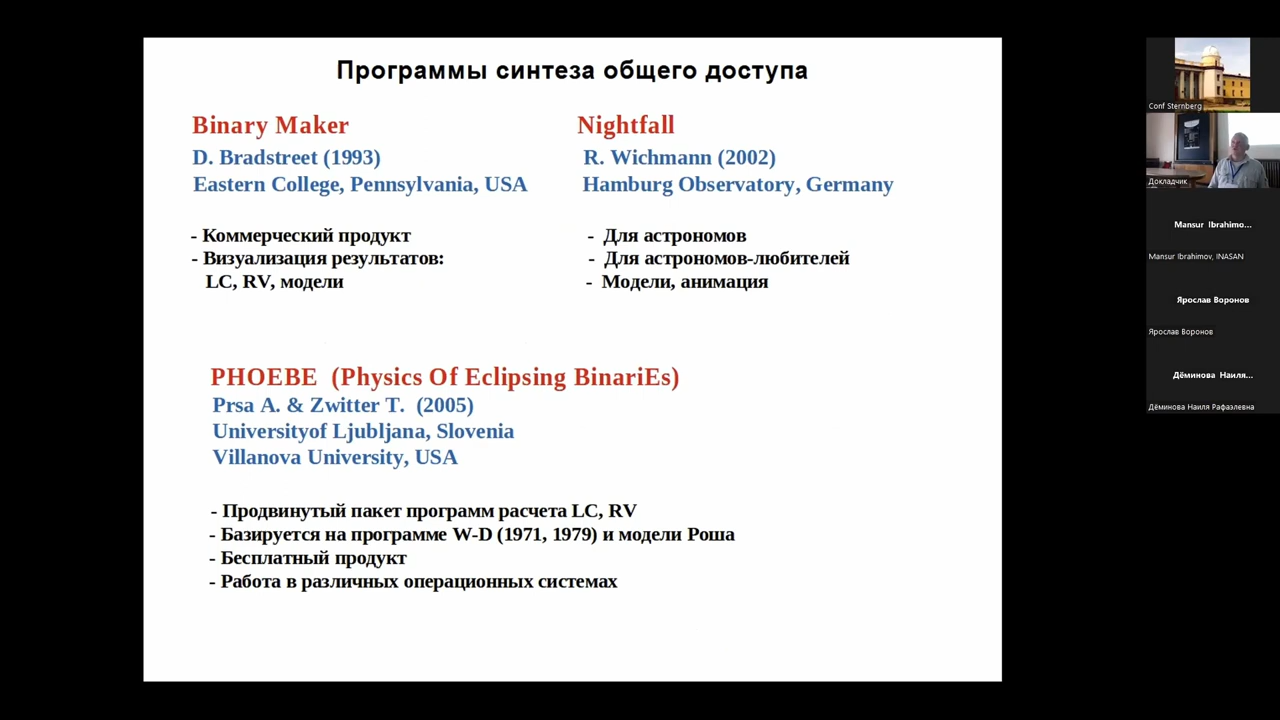 Программы синтеза общего доступа
Binary Maker
D. Bradstreet (1993)
Eastern College, Pennsylvania, USA
- Коммерческий продукт
- Визуализация результатов:
LC, RV, модели
Nightfall
R. Wichmann (2002)
Hamburg Observatory, Germany
- Для астрономов
- Для астрономов-любителей
- Модели, анимация
PHOEBE (Physics Of Eclipsing BinariEs)
Prsa A. & Zwitter T. (2005)
Universityof Ljubljana, Slovenia
Villanova University, USA
- Продвинутый пакет программ расчета LC, RV
- Базируется на программе W-D (1971, 1979) и модели Роша
- Бесплатный продукт
- Работа в различных операционных системах
Conf Sternberg
Докладчик
Mansur Ibrahimo...
Mansur Ibrahimov, INASAN
Ярослав Воронов
Ярослав Воронов
Дёминова Наиля...
Дёминова Наиля Рафаэлевна